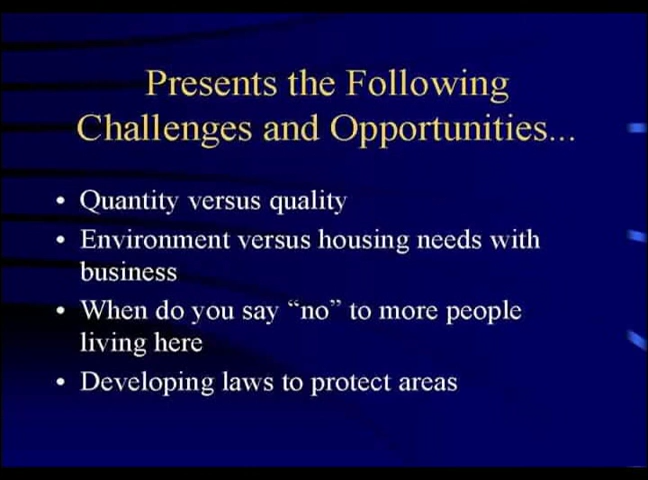 Presents the Following
Challenges and Opportunities...
• Quantity versus quality
• Environment versus housing needs with
business
• When do you say “no” to more people
living here
• Developing laws to protect areas